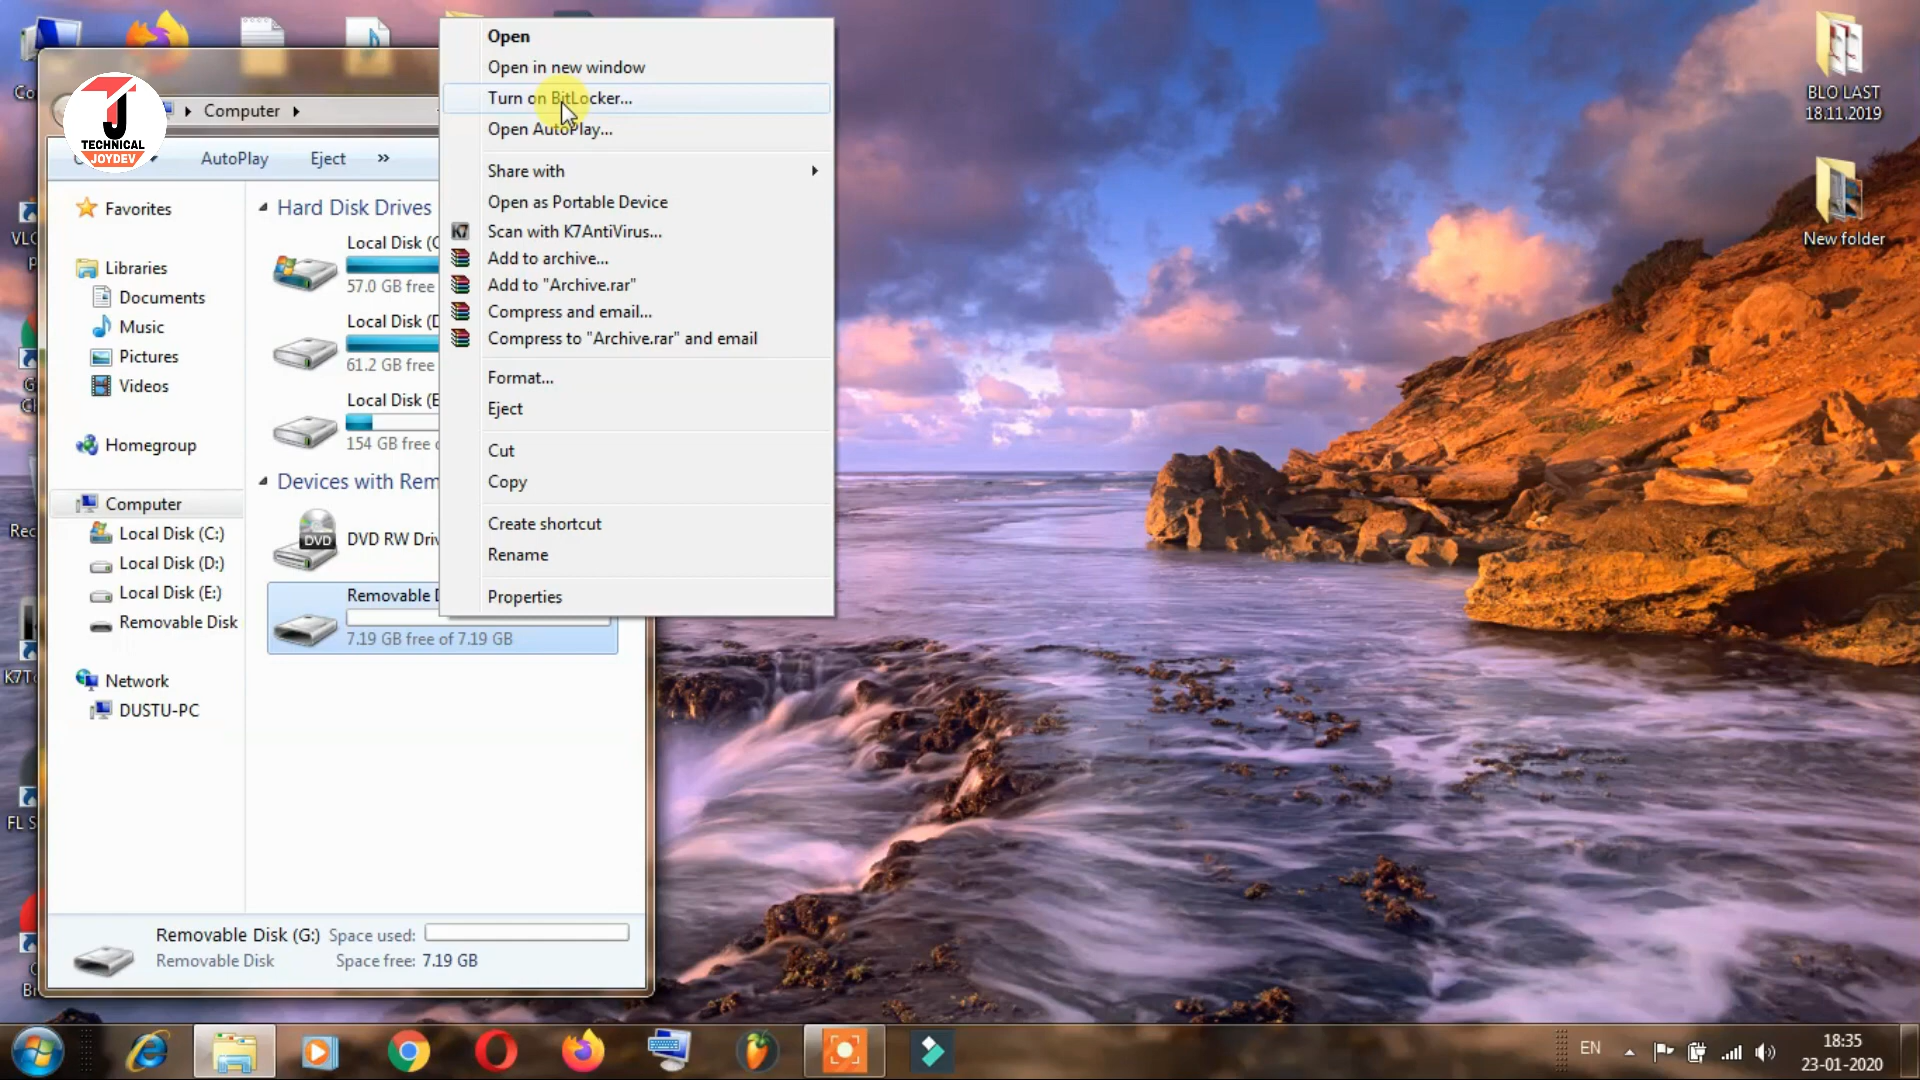 Open
Open in new window
Turn on BitLocker...
Open AutoPlay...
Share with
Open as Portable Device
K7 Scan with K7AntiVirus...
Add to archive...
Add to "Archive.rar"
Compress and email...
Compress to "Archive.rar" and email
Format...
Eject
Cut
Copy
Create shortcut
Rename
Properties
TJ
TECHNICAL
JOYDEV
Computer
AutoPlay
Eject
»
Favorites
Libraries
Documents
Music
Pictures
Videos
Homegroup
Computer
Local Disk (C:)
Local Disk (D:)
Local Disk (E:)
Removable Disk
Network
DUSTU-PC
Hard Disk Drives
Local Disk (C
57.0 GB free
Local Disk (D
61.2 GB free
Local Disk (E
154 GB free
Devices with Rem
DVD
DVD RW Driv
Removable
7.19 GB free of 7.19 GB
Removable Disk (G:) Space used:
Removable Disk Space free: 7.19 GB
BLO LAST
18.11.2019
New folder
EN
18:35
23-01-2020